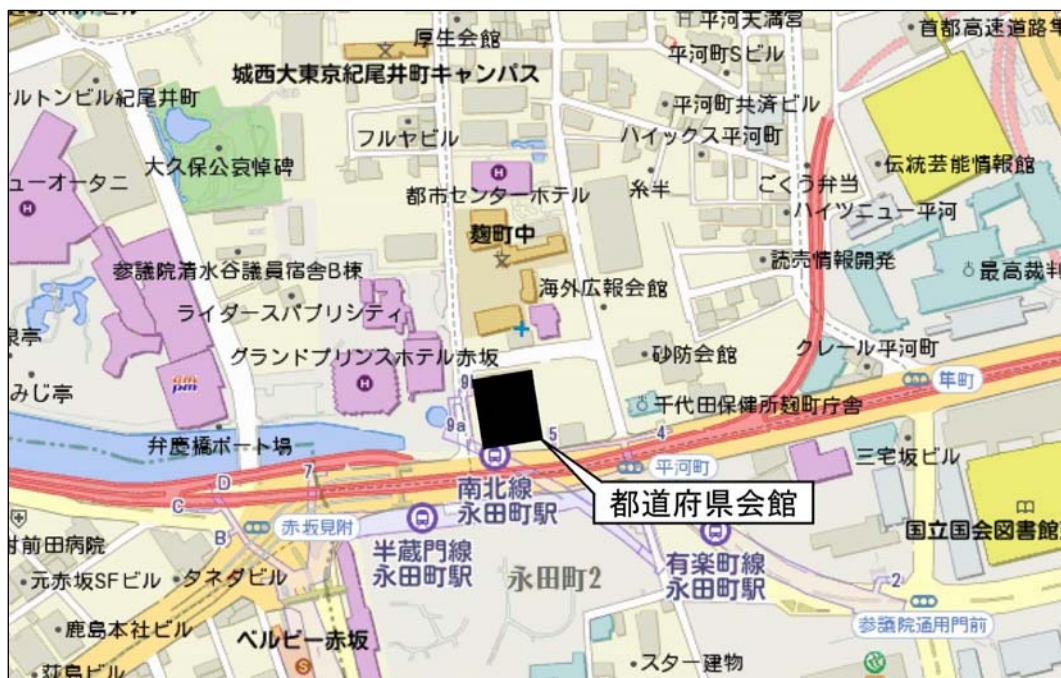 厚生会館
平河天満宮
首都高速道路
平河町Sビル
城西大東京紀尾井町キャンパス
ルトンビル紀尾井町
平河町共済ビル
フルヤビル
ハイックス平河町
大久保公哀悼碑
伝統芸能情報館
ューオータニ
H
H
都市センターホテル
糸半
ごくう弁当
ハイツニュー平河
麹町中
参議院清水谷議員宿舎B棟
読売情報開発
最高裁判
海外広報会館
ライダースパブリシティ
泉亭
グランドプリンスホテル赤坂
砂防会館
クレール平河町
みじ亭
am
pm
H
隼町
9a
千代田保健所麹町庁舎
弁慶橋ボート場
5
4
平河町
三宅坂ビル
7
D
南北線
永田町駅
都道府県会館
C
赤坂見附
B
国立国会図書館
前田病院
半蔵門線
永田町駅
有楽町線
永田町駅
永田町2
元赤坂SFビル
タネダビル
2
参議院通用門前
鹿島本社ビル
ベルビー赤坂
S
スター建物
荻島ビル